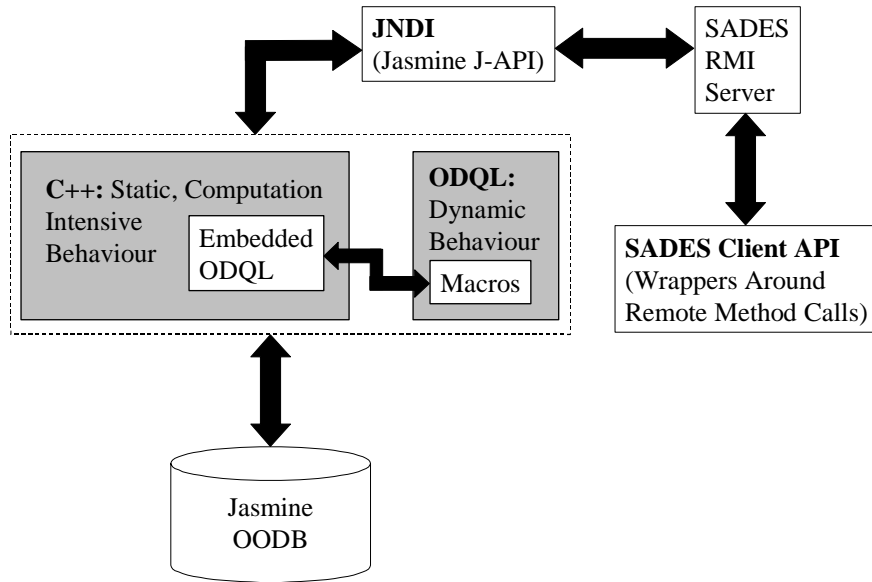 JNDI
(Jasmine J-API)
SADES
RMI
Server
C++: Static, Computation
Intensive
Behaviour
Embedded
ODQL
ODQL:
Dynamic
Behaviour
Macros
SADES Client API
(Wrappers Around
Remote Method Calls)
Jasmine
OODB